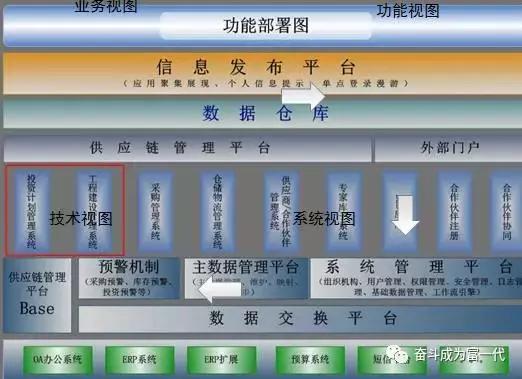 业务视图
功能视图
功能部署图
信息发布平台
(应用聚集展现、个人信息提示、单点登录漫游)
数据仓库
供应链管理平台
外部门户
投资计划管理系统
工程建设管理系统
采购管理系统
仓储物流管理系统
供应商/合作伙伴
管理系统
专家库系统
合作伙伴注册
合作伙伴协同
技术视图
系统视图
供应链管理
平台
Base
预警机制
(采购预警、库存预警、
投资预警等)
主数据管理平台
系统管理平台
(组织机构、用户管理、权限管理、安全管理、日志管
理、基础数据管理、工作流引擎)
数据交换平台
OA办公系统
ERP系统
ERP扩展
预算系统
短信
奋斗成为富一代